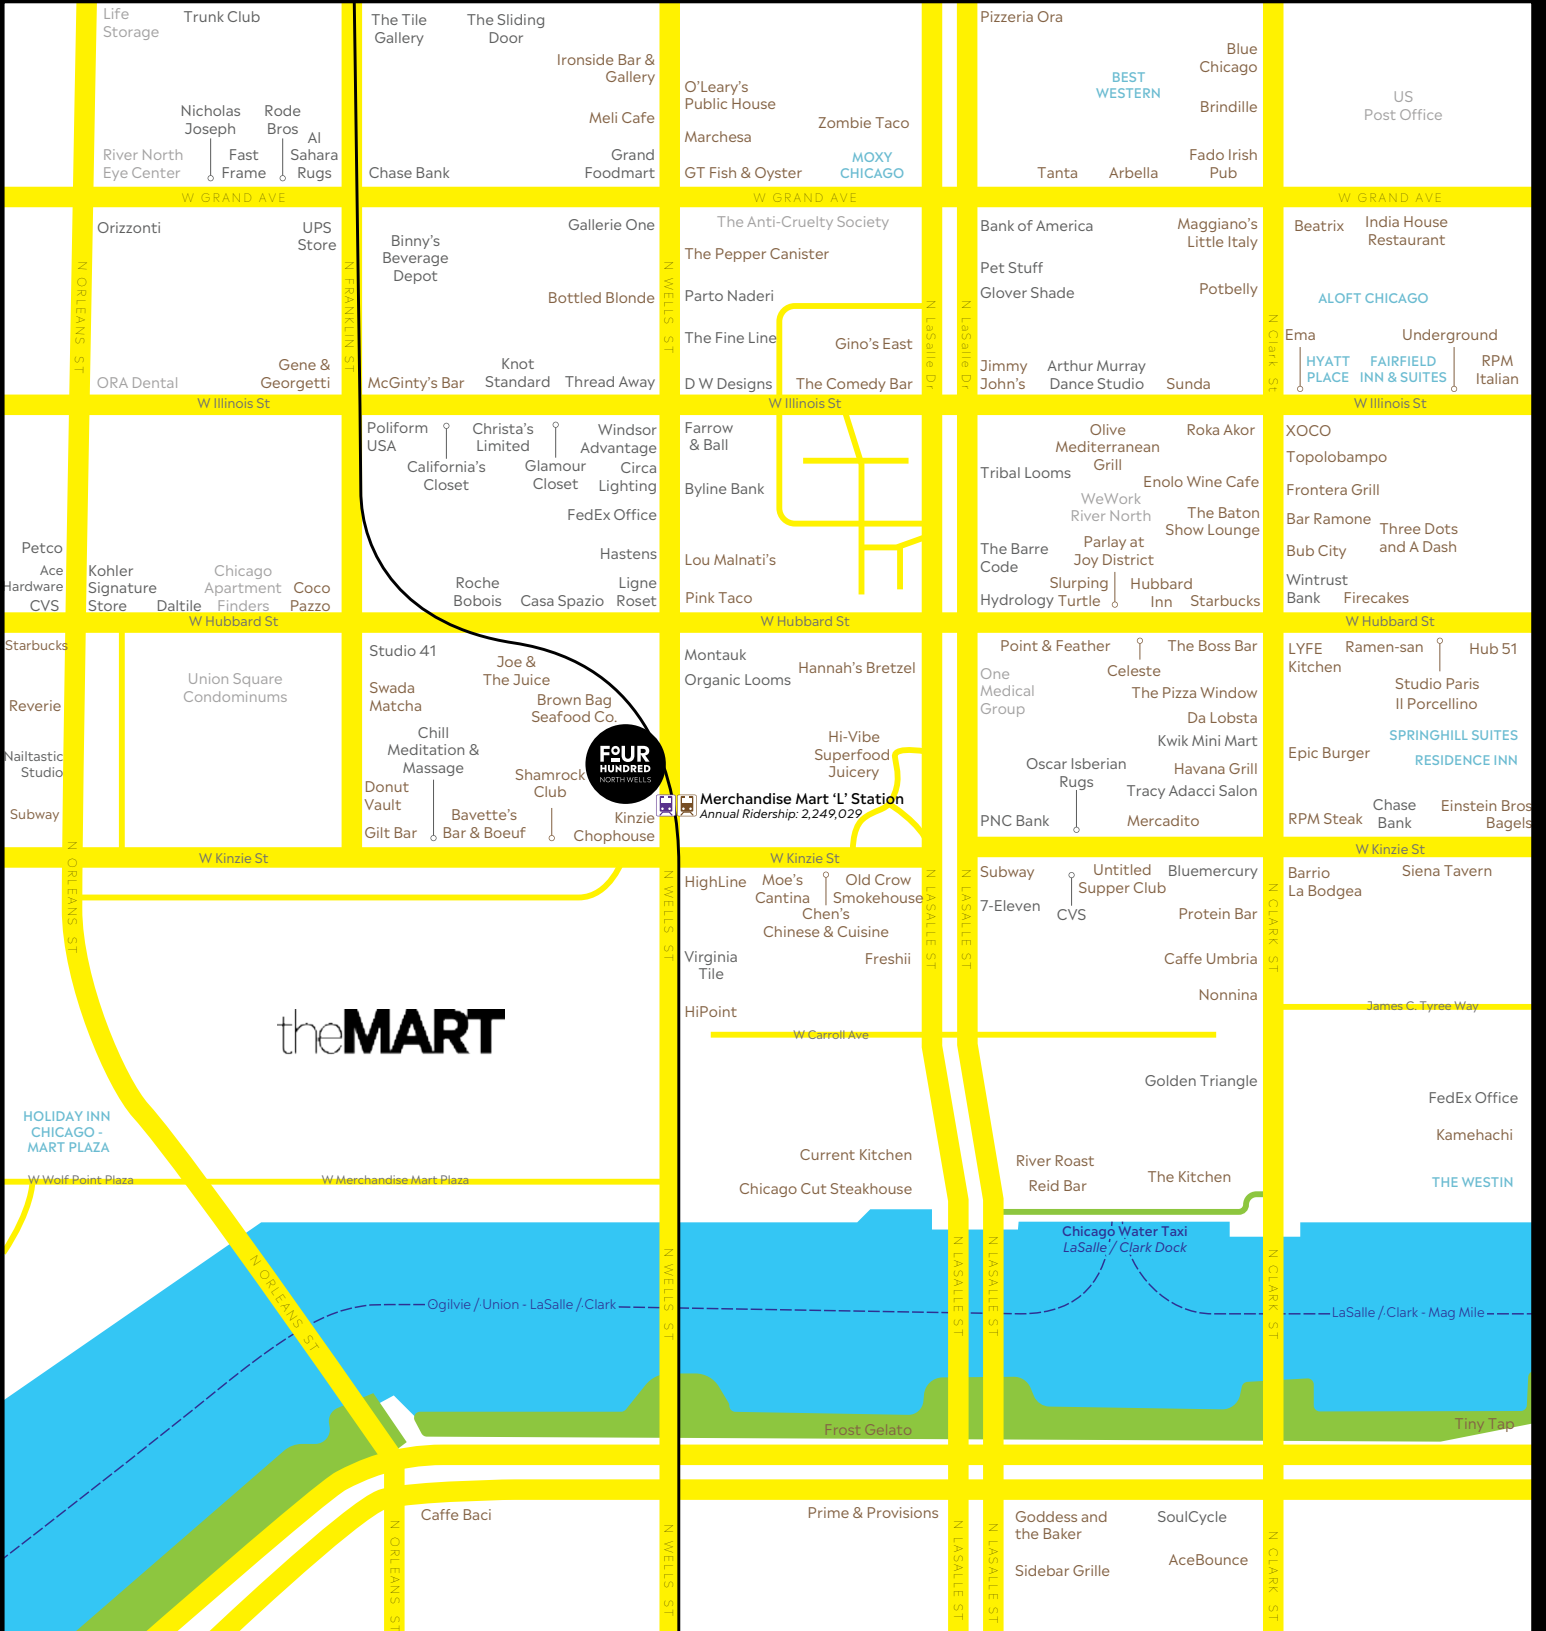 Life
Storage
Trunk Club
The Tile
Gallery
The Sliding
Door
Ironside Bar &
Gallery
Meli Cafe
Nicholas
Joseph
Rode
Bros
Al
Sahara
Rugs
River North
Eye Center
Fast
Frame
Chase Bank
Grand
Foodmart
O'Leary's
Public House
Marchesa
Zombie Taco
GT Fish & Oyster
MOXY
CHICAGO
Pizzeria Ora
BEST
WESTERN
Blue
Chicago
Brindille
Tanta
Arbella
Fado Irish
Pub
US
Post Office
W GRAND AVE
W GRAND AVE
W GRAND AVE
Orizzonti
UPS
Store
Binny's
Beverage
Depot
Gallerie One
Bottled Blonde
N ORLEANS ST
N FRANKLIN ST
N WELLS ST
N LaSalle Dr
N LaSalle Dr
N Clark St
ORA Dental
Gene &
Georgetti
McGinty's Bar
Knot
Standard
Thread Away
The Anti-Cruelty Society
The Pepper Canister
Parto Naderi
The Fine Line
Gino's East
D W Designs
The Comedy Bar
Bank of America
Maggiano's
Little Italy
Pet Stuff
Glover Shade
Potbelly
Jimmy
John's
Arthur Murray
Dance Studio
Sunda
Beatrix
India House
Restaurant
ALOFT CHICAGO
Ema
Underground
HYATT
PLACE
FAIRFIELD
INN & SUITES
RPM
Italian
W Illinois St
W Illinois St
W Illinois St
Poliform
USA
Christa's
Limited
Windsor
Advantage
California's
Closet
Glamour
Closet
Circa
Lighting
FedEx Office
Hastens
Roche
Bobois
Casa Spazio
Ligne
Roset
Petco
Ace
Hardware
CVS
Kohler
Signature
Store
Daltile
Chicago
Apartment
Finders
Coco
Pazzo
Farrow
& Ball
Byline Bank
Lou Malnati's
Pink Taco
Olive
Mediterranean
Grill
Roka Akor
Tribal Looms
Enolo Wine Cafe
WeWork
River North
The Baton
Show Lounge
The Barre
Code
Parlay at
Joy District
Slurping
Turtle
Hubbard
Inn
Hydrology
Starbucks
XOCO
Topolobampo
Frontera Grill
Bar Ramone
Three Dots
and A Dash
Bub City
Wintrust
Bank
Firecakes
W Hubbard St
W Hubbard St
W Hubbard St
Starbucks
Reverie
Nailtastic
Studio
Subway
Union Square
Condominums
Studio 41
Joe &
The Juice
Swada
Matcha
Brown Bag
Seafood Co.
Chill
Meditation &
Massage
Shamrock
Club
Donut
Vault
Gilt Bar
Bavette's
Bar & Boeuf
Kinzie
Chophouse
FOUR
HUNDRED
NORTH WELLS
Montauk
Organic Looms
Hannah's Bretzel
Hi-Vibe
Superfood
Juicery
Merchandise Mart 'L' Station
Annual Ridership: 2,249,029
Point & Feather
The Boss Bar
One
Medical
Group
Celeste
The Pizza Window
Da Lobsta
Kwik Mini Mart
Oscar Isberian
Rugs
Havana Grill
Tracy Adacci Salon
PNC Bank
Mercadito
LYFE
Kitchen
Ramen-san
Hub 51
Studio Paris
Il Porcellino
SPRINGHILL SUITES
Epic Burger
RESIDENCE INN
RPM Steak
Chase
Bank
Einstein Bros
Bagels
W Kinzie St
W Kinzie St
W Kinzie St
N ORLEANS ST
N WELLS ST
N LASALLE ST
N LASALLE ST
N CLARK ST
HighLine
Moe's
Cantina
Old Crow
Smokehouse
Chen's
Chinese & Cuisine
Virginia
Tile
Freshii
HiPoint
Subway
Untitled
Supper Club
Bluemercury
7-Eleven
CVS
Protein Bar
Caffe Umbria
Nonnina
Barrio
La Bodgea
Siena Tavern
James C. Tyree Way
W Carroll Ave
theMART
Golden Triangle
FedEx Office
Kamehachi
HOLIDAY INN
CHICAGO -
MART PLAZA
Current Kitchen
Chicago Cut Steakhouse
River Roast
Reid Bar
The Kitchen
THE WESTIN
W Wolf Point Plaza
W Merchandise Mart Plaza
Chicago Water Taxi
LaSalle / Clark Dock
N ORLEANS ST
N WELLS ST
N LASALLE ST
N LASALLE ST
N CLARK ST
Ogilvie / Union - LaSalle / Clark
LaSalle / Clark - Mag Mile
Frost Gelato
Tiny Tap
Caffe Baci
Prime & Provisions
Goddess and
the Baker
SoulCycle
Sidebar Grille
AceBounce
N ORLEANS ST
N WELLS ST
N LASALLE ST
N LASALLE ST
N CLARK ST